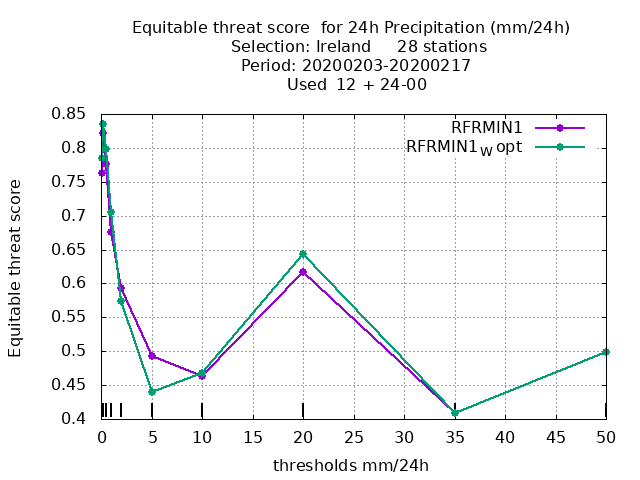 Equitable threat score for 24h Precipitation (mm/24h)
Selection: Ireland 28 stations
Period: 20200203-20200217
Used 12 + 24-00
RFRMIN1
RFRMIN1W opt
Equitable threat score
0.85
0.8
0.75
0.7
0.65
0.6
0.55
0.5
0.45
0.4
0 5 10 15 20 25 30 35 40 45 50
thresholds mm/24h